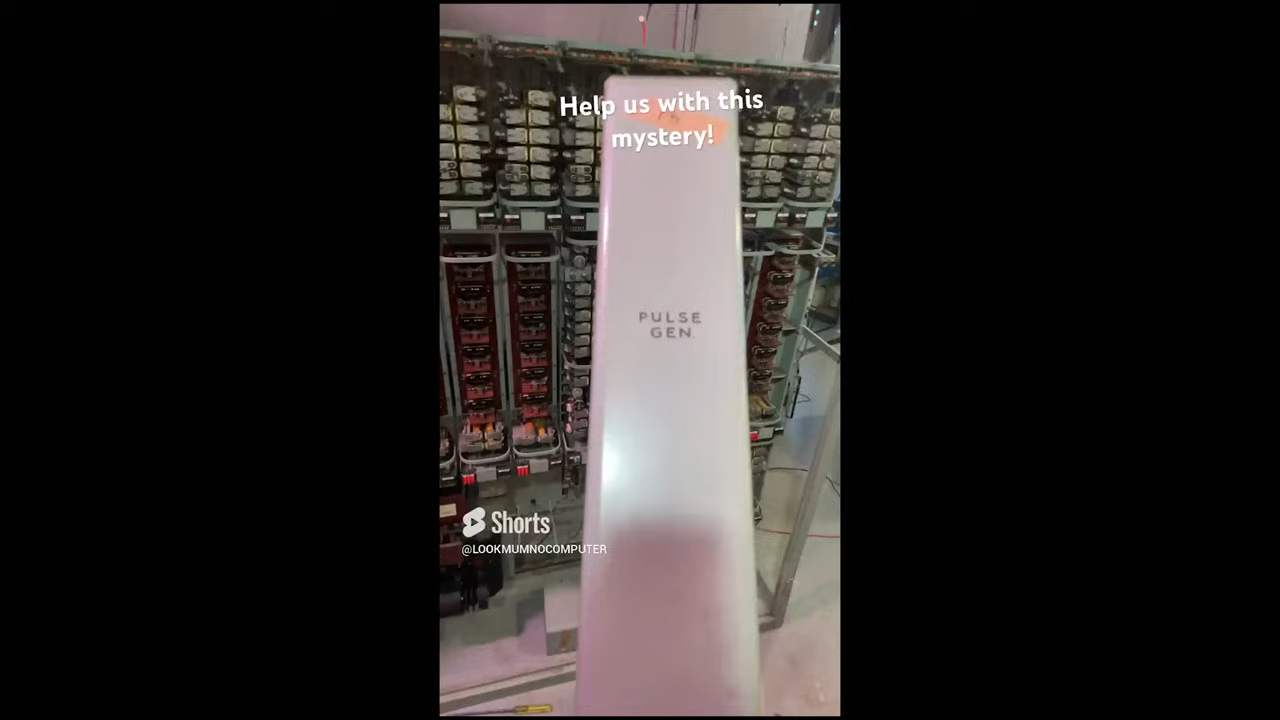 Help us with this
mystery!
PULSE
GEN.
Shorts
@LOOKMUMNOCOMPUTER